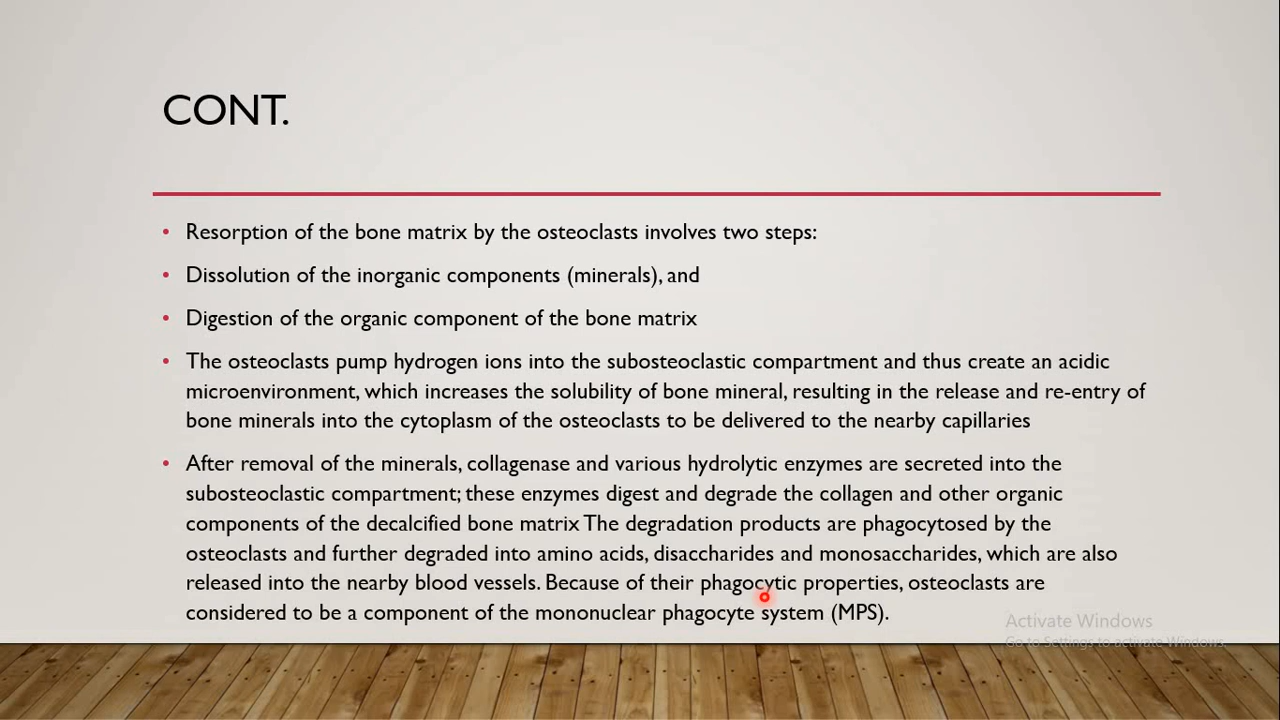 CONT.
• Resorption of the bone matrix by the osteoclasts involves two steps:
• Dissolution of the inorganic components (minerals), and
• Digestion of the organic component of the bone matrix
• The osteoclasts pump hydrogen ions into the subosteoclastic compartment and thus create an acidic
microenvironment, which increases the solubility of bone mineral, resulting in the release and re-entry of
bone minerals into the cytoplasm of the osteoclasts to be delivered to the nearby capillaries
• After removal of the minerals, collagenase and various hydrolytic enzymes are secreted into the
subosteoclastic compartment; these enzymes digest and degrade the collagen and other organic
components of the decalcified bone matrix The degradation products are phagocytosed by the
osteoclasts and further degraded into amino acids, disaccharides and monosaccharides, which are also
released into the nearby blood vessels. Because of their phagocytic properties, osteoclasts are
considered to be a component of the mononuclear phagocyte system (MPS).
Activate Windows
Go to Settings to activate Windows.